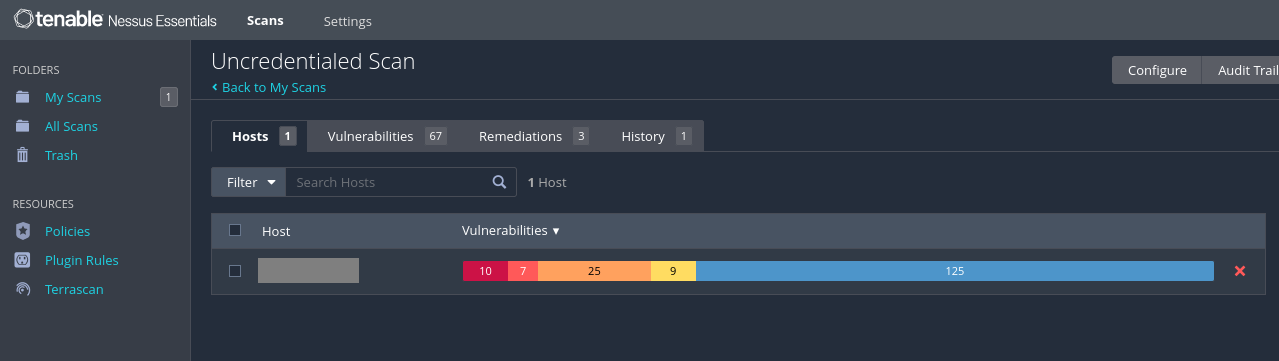 tenable Nessus Essentials Scans Settings
FOLDERS
My Scans 1
All Scans
Trash
RESOURCES
Policies
Plugin Rules
Terrascan
Uncredentialed Scan
Back to My Scans
Configure Audit Trail
Hosts 1 Vulnerabilities 67 Remediations 3 History 1
Filter Search Hosts 1 Host
Host Vulnerabilities
10 7 25 9 125